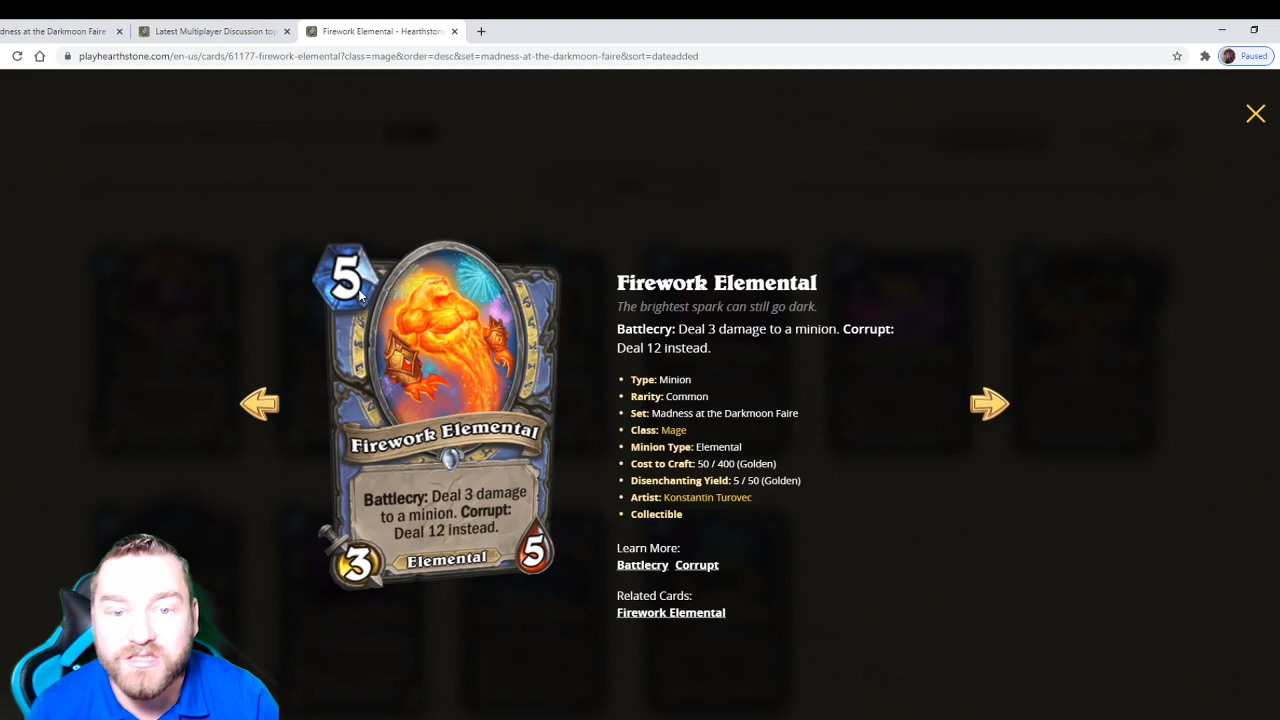 dness at the Darkmoon Faire
Latest Multiplayer Discussion top
Firework Elemental - Hearthston
playhearthstone.com/en-us/cards/61177-firework-elemental?class=mage&order=desc&set=madness-at-the-darkmoon-faire&sort=dateadded
Paused
5
Firework Elemental
Battlecry: Deal 3 damage
to a minion. Corrupt:
Deal 12 instead.
3
Elemental
5
Firework Elemental
The brightest spark can still go dark.
Battlecry: Deal 3 damage to a minion. Corrupt:
Deal 12 instead.
Type: Minion
Rarity: Common
Set: Madness at the Darkmoon Faire
Class: Mage
Minion Type: Elemental
Cost to Craft: 50 / 400 (Golden)
Disenchanting Yield: 5 / 50 (Golden)
Artist: Konstantin Turovec
Collectible
Learn More:
Battlecry Corrupt
Related Cards:
Firework Elemental